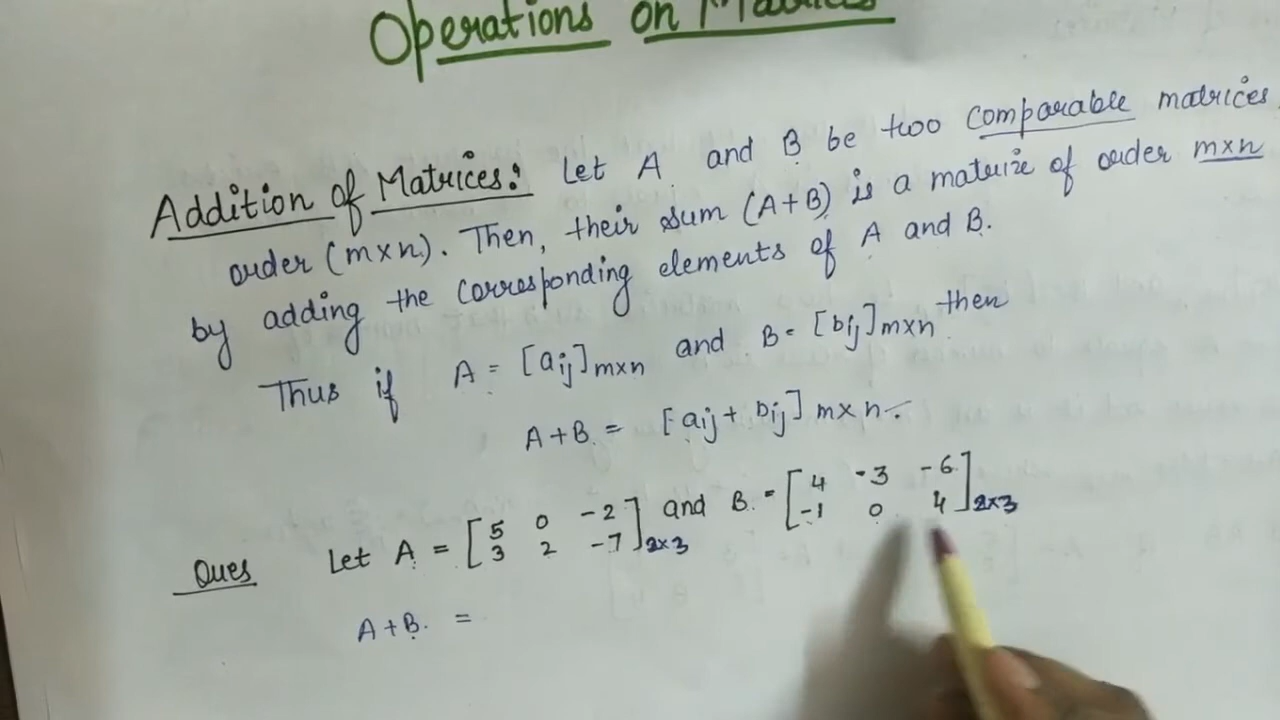 Operations on Matrices
Addition of Matrices: Let A and B be two comparable matrices
order (m×n). Then, their sum (A+B) is a matrix of order m×n
by adding the corresponding elements of A and B.
Thus if A = [aij]m×n and B = [bij]m×n then
A+B = [aij + bij] m×n.
Ques Let A = [5 0 -2 and B = [4 -3 -6
3 2 -7]2×3 -1 0 4]2×3
A+B =